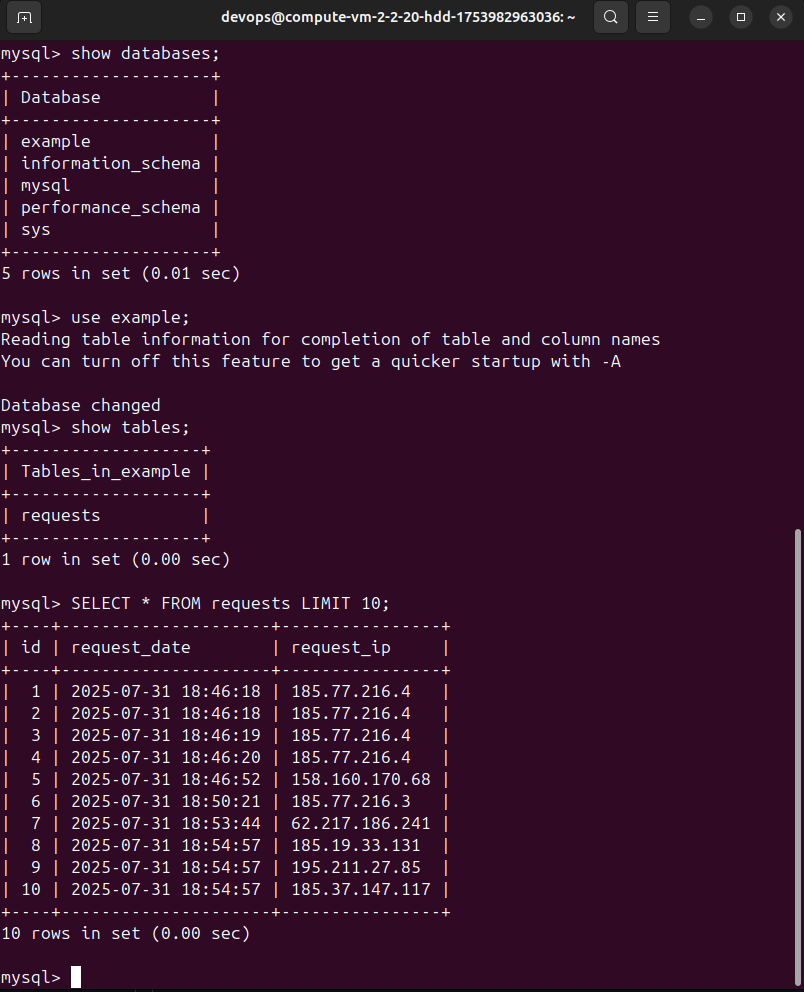 devops@compute-vm-2-2-20-hdd-1753982963036: ~
mysql> show databases;
+--------------------+
| Database           |
+--------------------+
| example            |
| information_schema |
| mysql              |
| performance_schema |
| sys                |
+--------------------+
5 rows in set (0.01 sec)

mysql> use example;
Reading table information for completion of table and column names
You can turn off this feature to get a quicker startup with -A

Database changed
mysql> show tables;
+-------------------+
| Tables_in_example |
+-------------------+
| requests          |
+-------------------+
1 row in set (0.00 sec)

mysql> SELECT * FROM requests LIMIT 10;
+----+---------------------+----------------+
| id | request_date        | request_ip     |
+----+---------------------+----------------+
|  1 | 2025-07-31 18:46:18 | 185.77.216.4   |
|  2 | 2025-07-31 18:46:18 | 185.77.216.4   |
|  3 | 2025-07-31 18:46:19 | 185.77.216.4   |
|  4 | 2025-07-31 18:46:20 | 185.77.216.4   |
|  5 | 2025-07-31 18:46:52 | 158.160.170.68 |
|  6 | 2025-07-31 18:50:21 | 185.77.216.3   |
|  7 | 2025-07-31 18:53:44 | 62.217.186.241 |
|  8 | 2025-07-31 18:54:57 | 185.19.33.131  |
|  9 | 2025-07-31 18:54:57 | 195.211.27.85  |
| 10 | 2025-07-31 18:54:57 | 185.37.147.117 |
+----+---------------------+----------------+
10 rows in set (0.00 sec)

mysql>